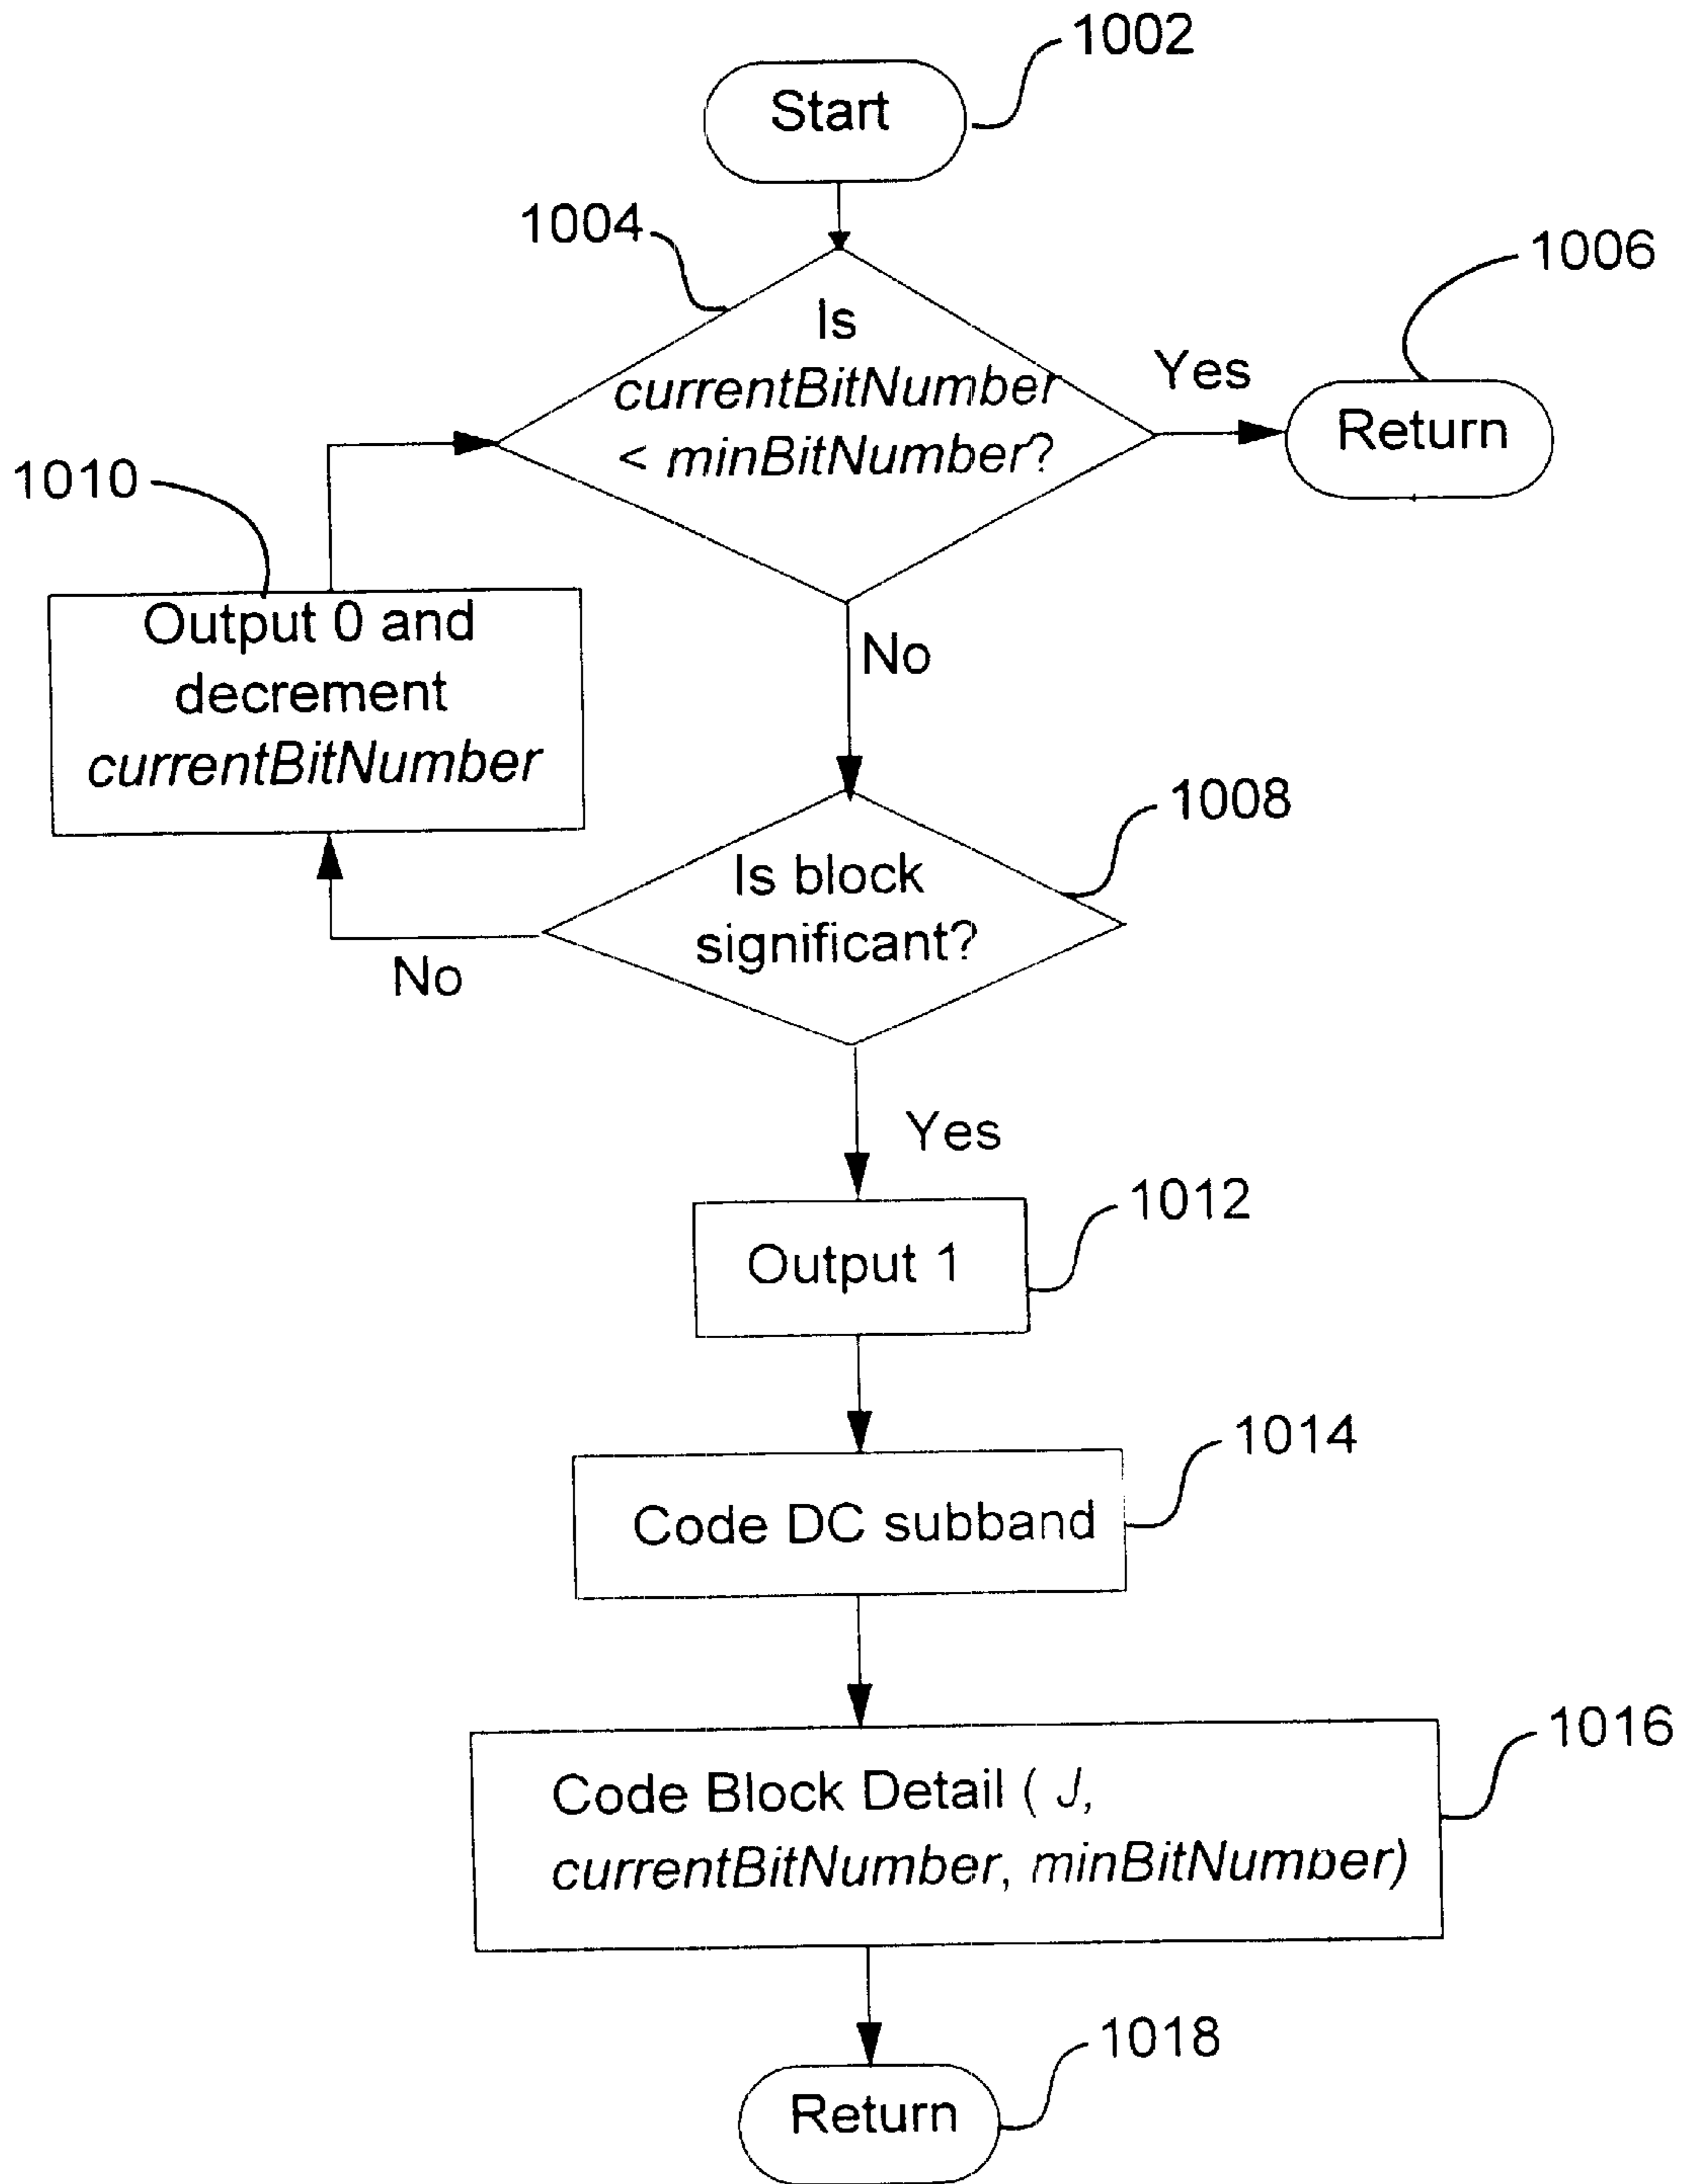 1002
Start
1004
1006
Is
currentBitNumber
< minBitNumber?
Yes
Return
1010
Output 0 and
decrement
currentBitNumber
No
1008
Is block
significant?
No
Yes
1012
Output 1
1014
Code DC subband
1016
Code Block Detail ( J,
currentBitNumber, minBitNumber)
1018
Return